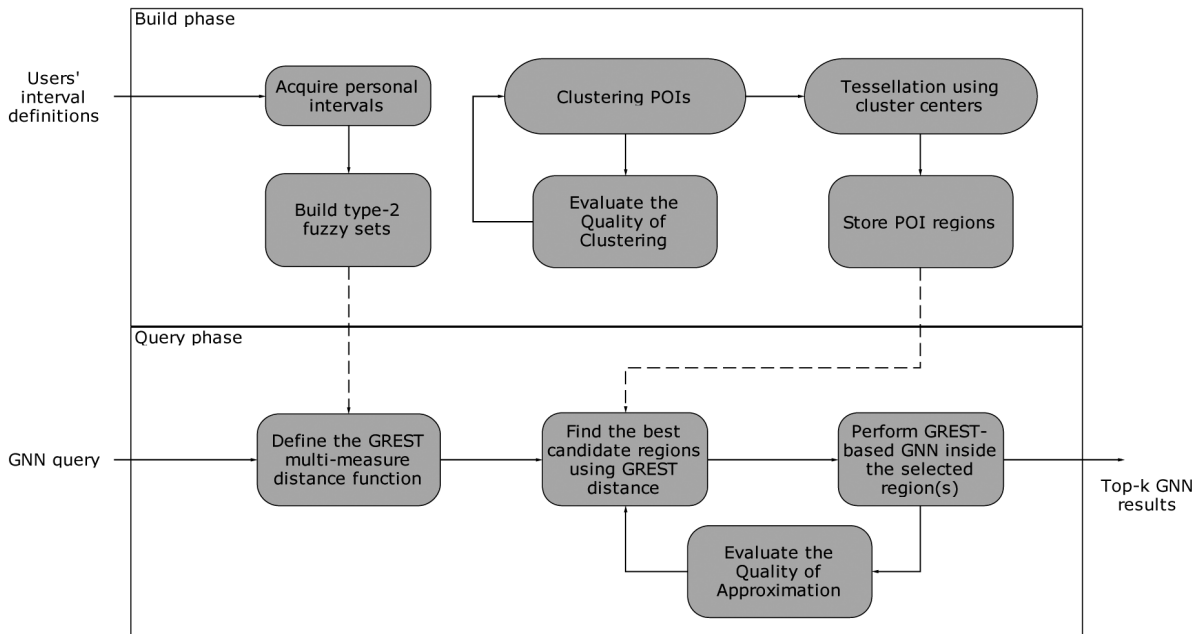 Build phase
Users'
interval
definitions
Acquire personal
intervals
Clustering POIs
Tessellation using
cluster centers
Build type-2
fuzzy sets
Evaluate the
Quality of
Clustering
Store POI regions
Query phase
GNN query
Define the GREST
multi-measure
distance function
Find the best
candidate regions
using GREST
distance
Perform GREST-
based GNN inside
the selected
region(s)
Top-k GNN
results
Evaluate the
Quality of
Approximation